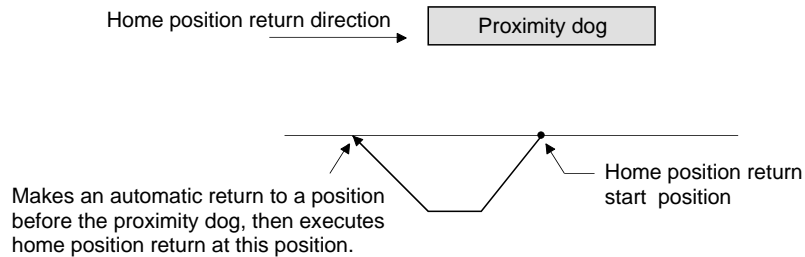 Home position return direction
Proximity dog
Home position return
start position
Makes an automatic return to a position
before the proximity dog, then executes
home position return at this position.